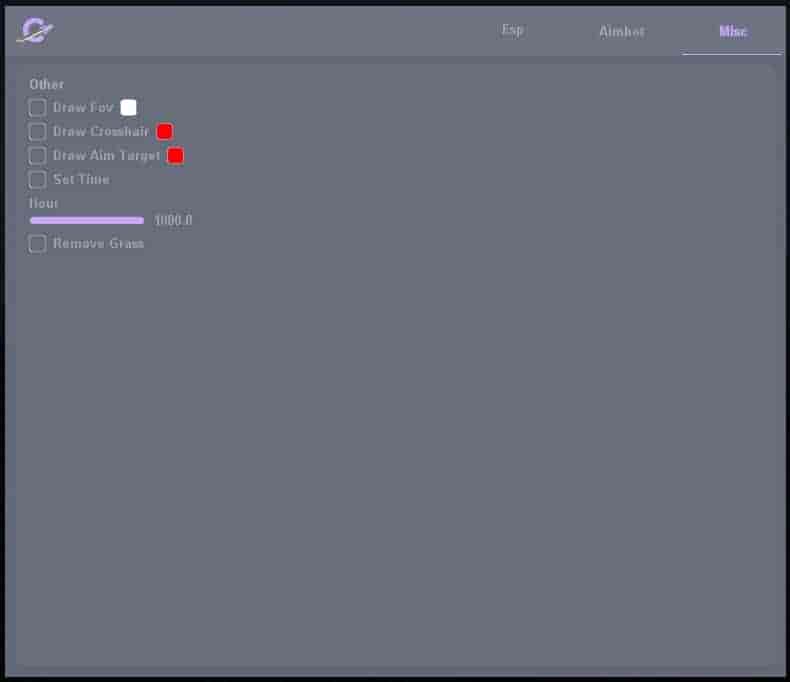 Esp Aimbot Misc
Other
Draw Fov
Draw Crosshair
Draw Aim Target
Set Time
Hour
1000.0
Remove Grass